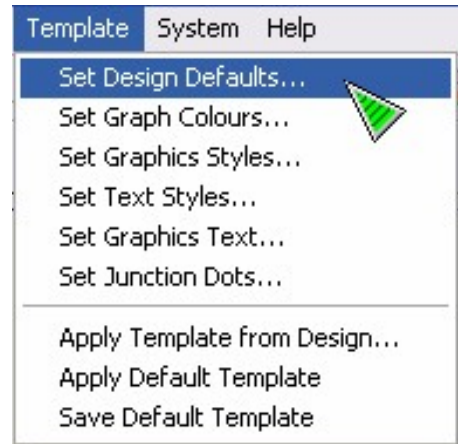 Template System Help
Set Design Defaults...
Set Graph Colours...
Set Graphics Styles...
Set Text Styles...
Set Graphics Text...
Set Junction Dots...
Apply Template from Design...
Apply Default Template
Save Default Template